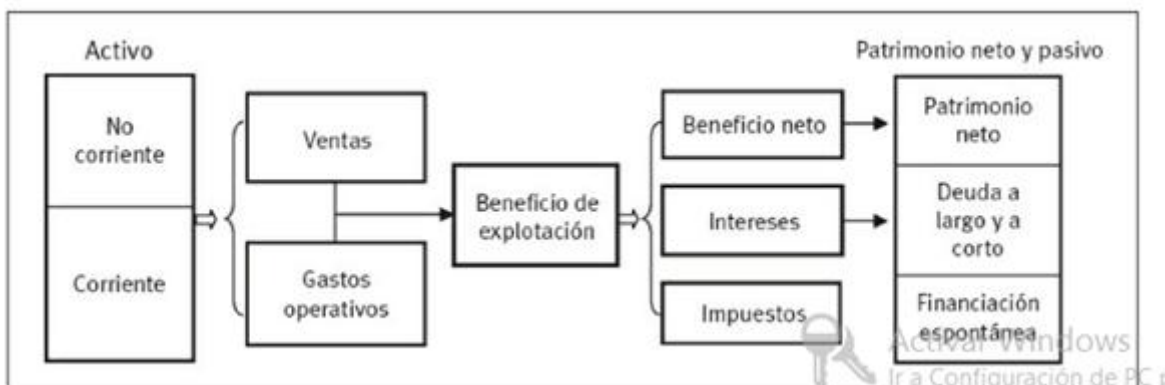 Activo
No
corriente
Corriente
Ventas
Gastos
operativos
Beneficio de
explotación
Beneficio neto
Intereses
Impuestos
Patrimonio neto y pasivo
Patrimonio
neto
Deuda a
largo y a
corto
Financiación
espontánea
Activar Windows
Ir a Configuración de PC